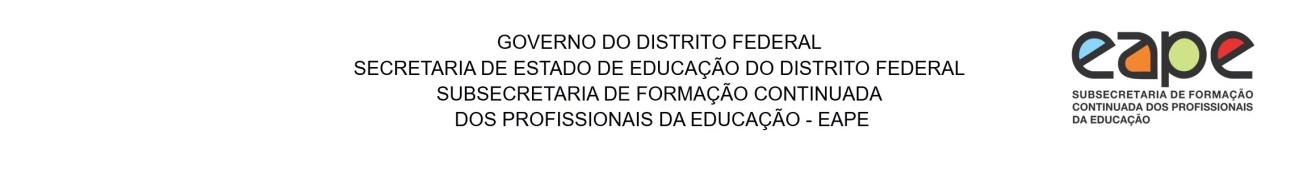 GOVERNO DO DISTRITO FEDERAL
SECRETARIA DE ESTADO DE EDUCAÇÃO DO DISTRITO FEDERAL
SUBSECRETARIA DE FORMAÇÃO CONTINUADA
DOS PROFISSIONAIS DA EDUCAÇÃO - EAPE
eape
SUBSECRETARIA DE FORMAÇÃO
CONTINUADA DOS PROFISSIONAIS
DA EDUCAÇÃO